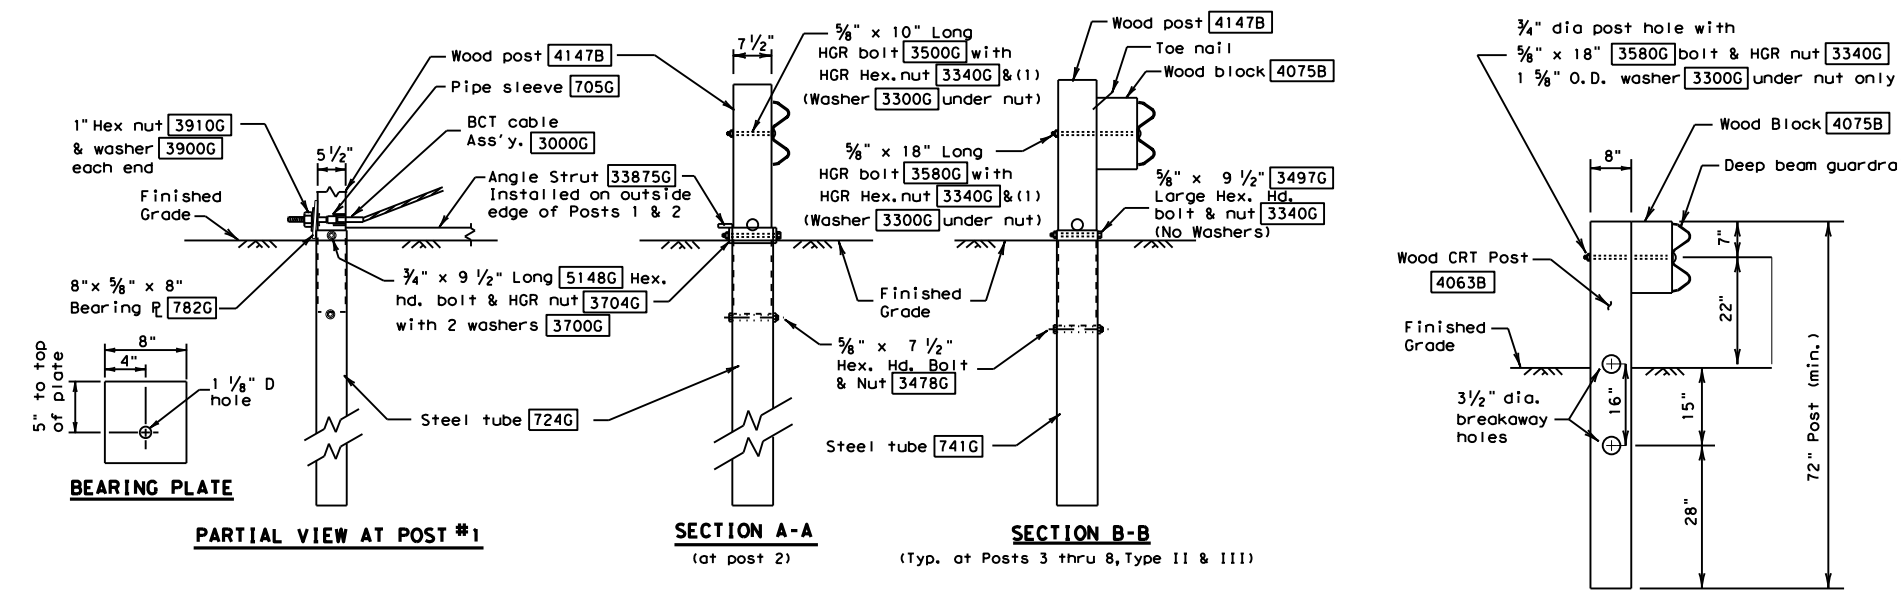 1" Hex nut 3910G
& washer 3900G
each end
Finished
Grade
8" x 5/8" x 8"
Bearing PL 782G
5 1/2"
Wood post 4147B
Pipe sleeve 705G
BCT cable
Ass'y. 3000G
Angle Strut 33875G
Installed on outside
edge of Posts 1 & 2
3/4" x 9 1/2" Long 5148G Hex.
hd. bolt & HGR nut 3704G
with 2 washers 3700G
Steel tube 724G
8"
4"
5" to top
of plate
1 1/8" D
hole
BEARING PLATE
PARTIAL VIEW AT POST #1
7 1/2"
5/8" x 10" Long
HGR bolt 3500G with
HGR Hex.nut 3340G & (1)
(Washer 3300G under nut)
5/8" x 18" Long
HGR bolt 3580G with
HGR Hex.nut 3340G & (1)
(Washer 3300G under nut)
Finished
Grade
5/8" x 7 1/2"
Hex. Hd. Bolt
& Nut 3478G
Steel tube 741G
SECTION A-A
(at post 2)
Wood post 4147B
Toe nail
Wood block 4075B
5/8" x 9 1/2" 3497G
Large Hex. Hd.
bolt & nut 3340G
(No Washers)
SECTION B-B
(Typ. at Posts 3 thru 8, Type II & III)
3/4" dia post hole with
5/8" x 18" 3580G bolt & HGR nut 3340G
1 5/8" O.D. washer 3300G under nut only
Wood Block 4075B
8"
Deep beam guardra
Wood CRT Post
4063B
Finished
Grade
3 1/2" dia.
breakaway
holes
7"
22"
16"
15"
28"
72" Post (min.)